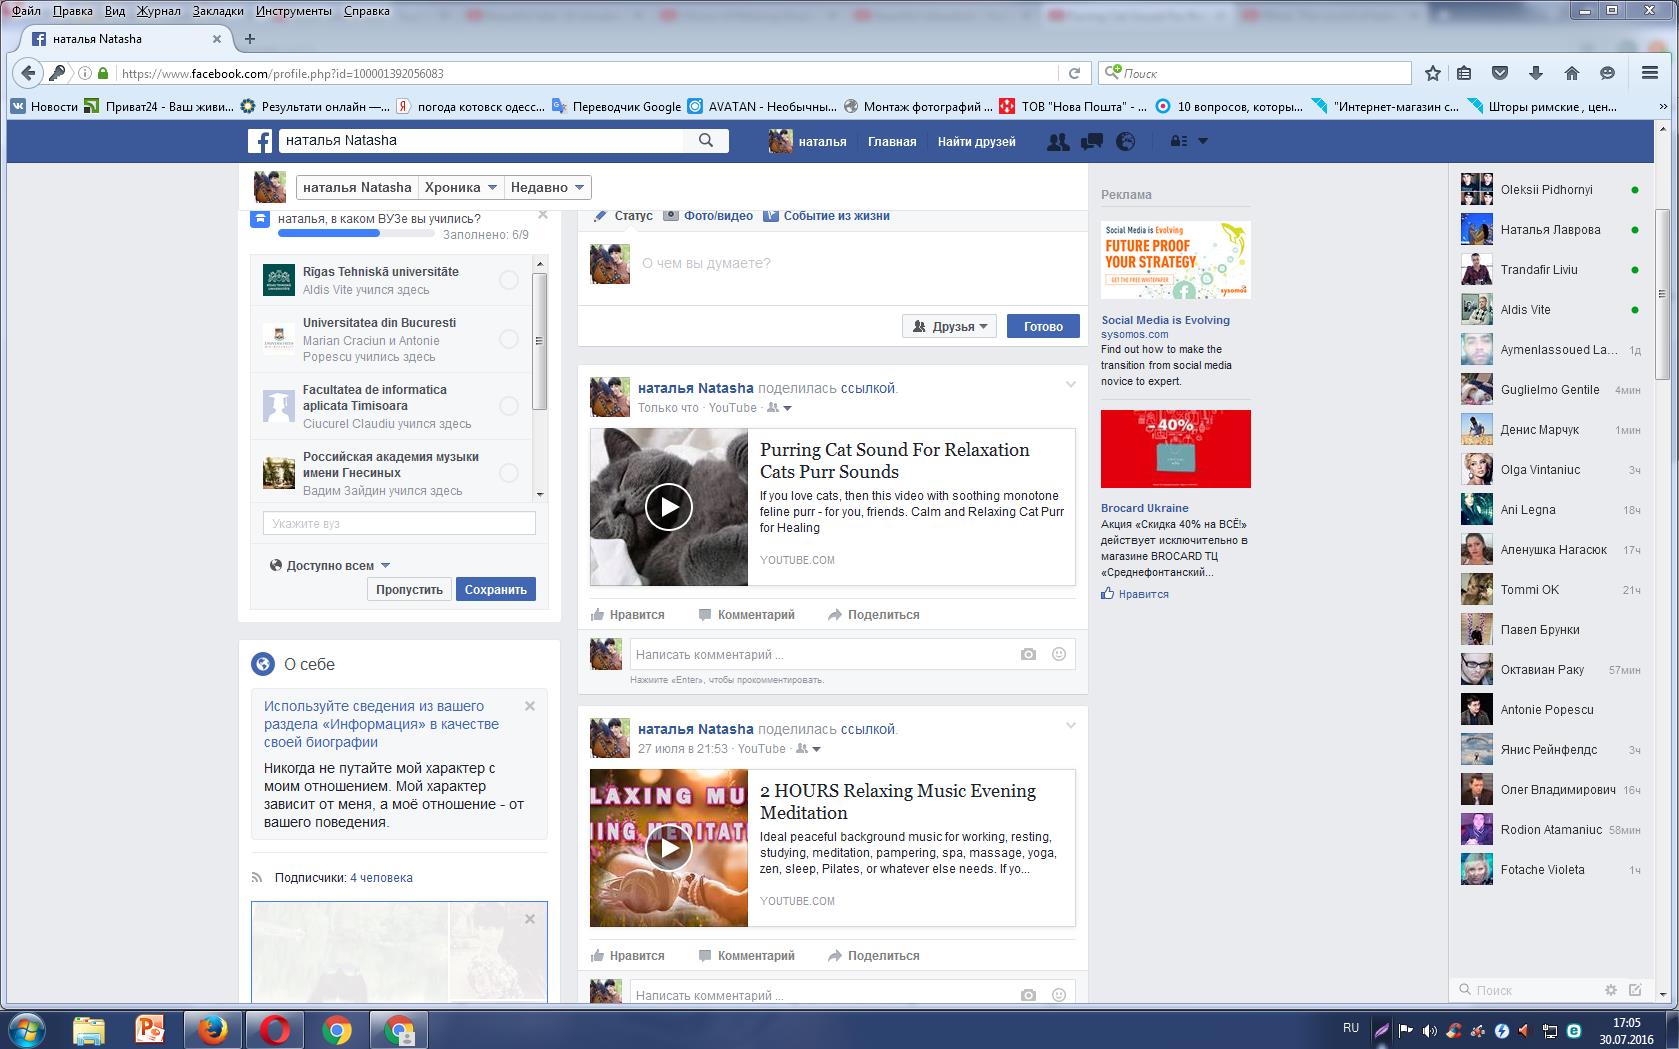 Файл Правка Вид Журнал Закладки Инструменты Справка
наталья Natasha
https://www.facebook.com/profile.php?id=100001392056083
Поиск
Новости
Приват24 - Ваш живи...
Результати онлайн —...
погода котовск одесс...
Переводчик Google
AVATAN - Необычны...
Монтаж фотографий ...
ТОВ "Нова Пошта" - ...
10 вопросов, которы...
"Интернет-магазин с...
Шторы римские , цен...
наталья Natasha
наталья
Главная
Найти друзей
наталья Natasha
Хроника
Недавно
наталья, в каком ВУЗе вы учились?
Заполнено: 6/9
Rīgas Tehniskā universitāte
Aldis Vite учился здесь
Universitatea din Bucuresti
Marian Craciun и Antonie
Popescu учились здесь
Facultatea de informatica
aplicata Timisoara
Ciucurel Claudiu учился здесь
Российская академия музыки
имени Гнесиных
Вадим Зайдин учился здесь
Укажите вуз
Доступно всем
Пропустить
Сохранить
О себе
Используйте сведения из вашего
раздела «Информация» в качестве
своей биографии
Никогда не путайте мой характер с
моим отношением. Мой характер
зависит от меня, а моё отношение - от
вашего поведения.
Подписчики: 4 человека
Статус
Фото/видео
Событие из жизни
О чем вы думаете?
Друзья
Готово
наталья Natasha поделилась ссылкой.
Только что · YouTube ·
Purring Cat Sound For Relaxation
Cats Purr Sounds
If you love cats, then this video with soothing monotone
feline purr - for you, friends. Calm and Relaxing Cat Purr
for Healing
YOUTUBE.COM
Нравится
Комментарий
Поделиться
Написать комментарий ...
Нажмите «Enter», чтобы прокомментировать.
наталья Natasha поделилась ссылкой.
27 июля в 21:53 · YouTube ·
LAXING MU
NING MEDITAT
2 HOURS Relaxing Music Evening
Meditation
Ideal peaceful background music for working, resting,
studying, meditation, pampering, spa, massage, yoga,
zen, sleep, Pilates, or whatever else needs. If yo...
YOUTUBE.COM
Нравится
Комментарий
Поделиться
Написать комментарий ...
Реклама
Social Media is Evolving
FUTURE PROOF
YOUR STRATEGY
GET THE FREE WHITEPAPER
sysomos
Social Media is Evolving
sysomos.com
Find out how to make the
transition from social media
novice to expert.
40%
Brocard Ukraine
Акция «Скидка 40% на ВСЁ!»
действует исключительно в
магазине BROCARD ТЦ
«Среднефонтанский...
Нравится
Oleksii Pidhornyi
Наталья Лаврова
Trandafir Liviu
Aldis Vite
Aymenlassoued La... 1д
Guglielmo Gentile 4мин
Денис Марчук 1мин
Olga Vintaniuc 3ч
Ani Legna 18ч
Аленушка Нагасюк 17ч
Tommi OK 21ч
Павел Брунки
Октавиан Раку 57мин
Antonie Popescu
Янис Рейнфелдс 3ч
Олег Владимирович 16ч
Rodion Atamaniuc 58мин
Fotache Violeta 1ч
Поиск
RU
17:05
30.07.2016